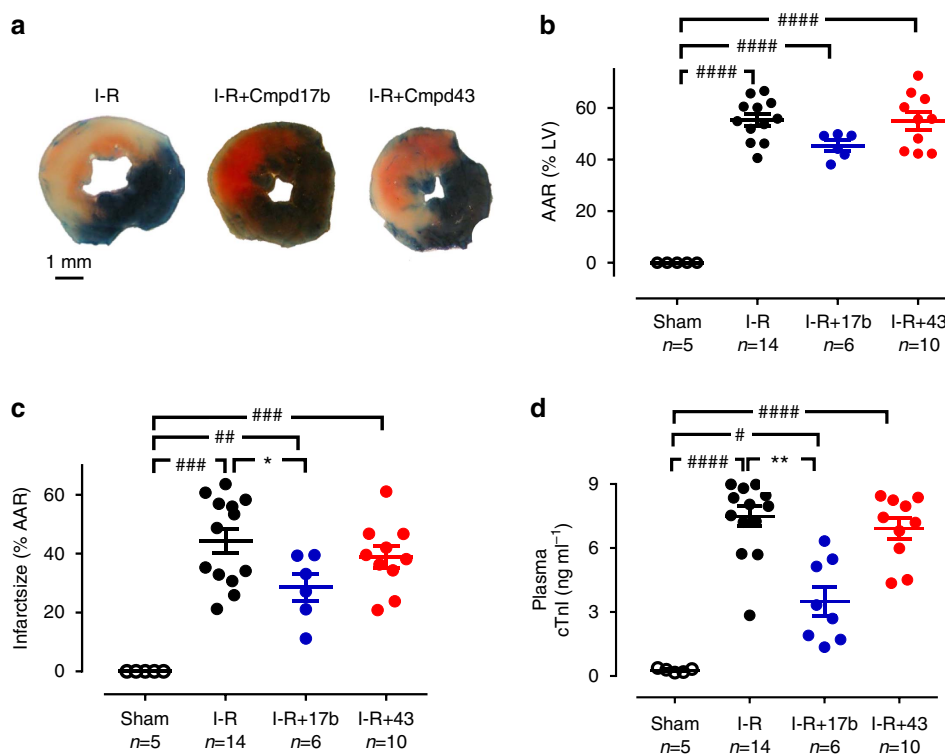 a
I-R
I-R+Cmpd17b
I-R+Cmpd43
1 mm
b
####
####
####
AAR (% LV)
60
40
20
0
Sham
I-R
I-R+17b
I-R+43
n=5
n=14
n=6
n=10
c
###
##
###
*
Infarctsize (% AAR)
60
40
20
0
Sham
I-R
I-R+17b
I-R+43
n=5
n=14
n=6
n=10
d
####
#
####
**
Plasma
cTnI (ng ml⁻¹)
9
6
3
0
Sham
I-R
I-R+17b
I-R+43
n=5
n=14
n=6
n=10